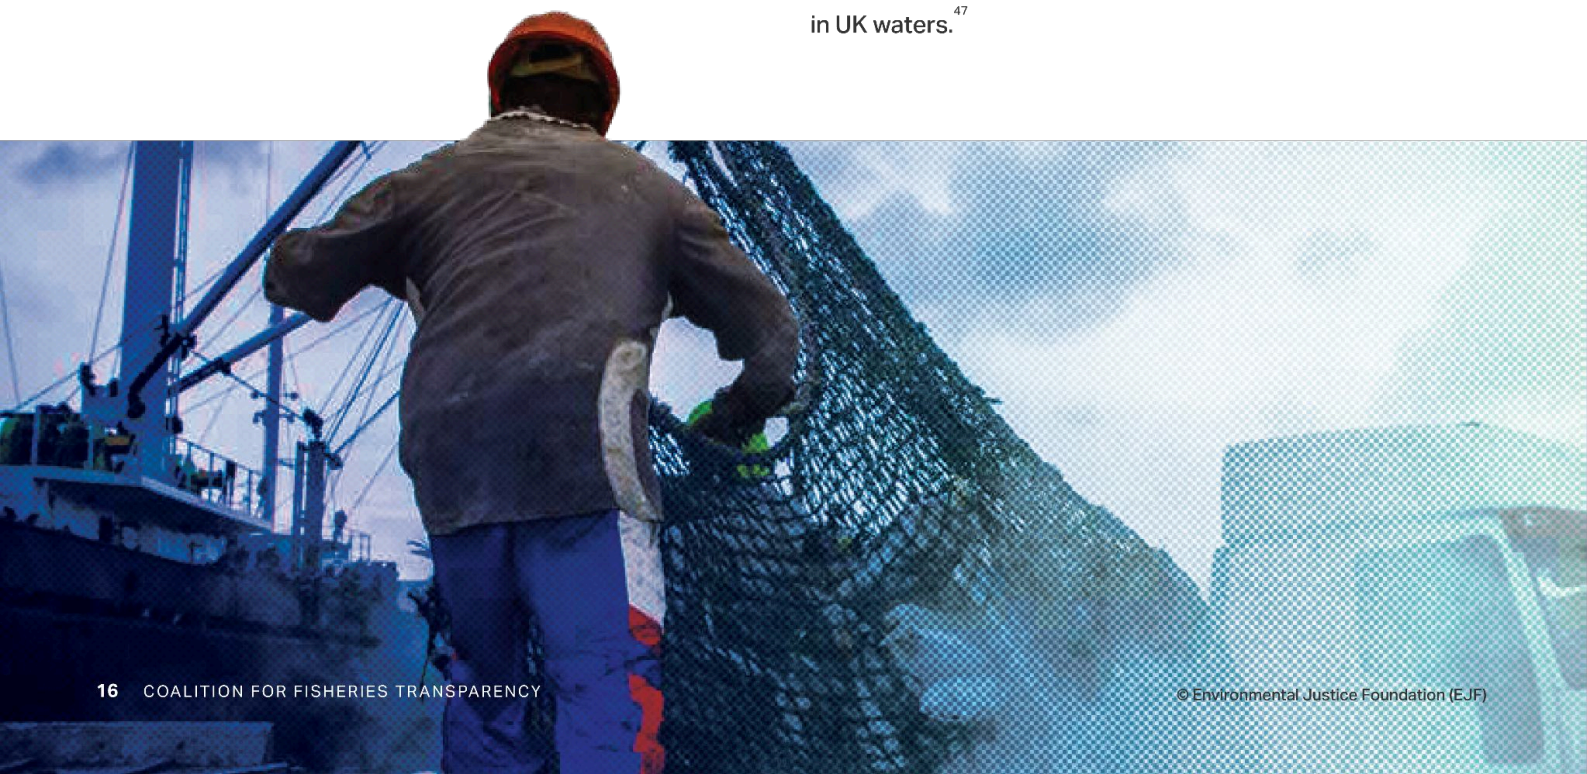 in UK waters.47
16 COALITION FOR FISHERIES TRANSPARENCY
© Environmental Justice Foundation (EJF)